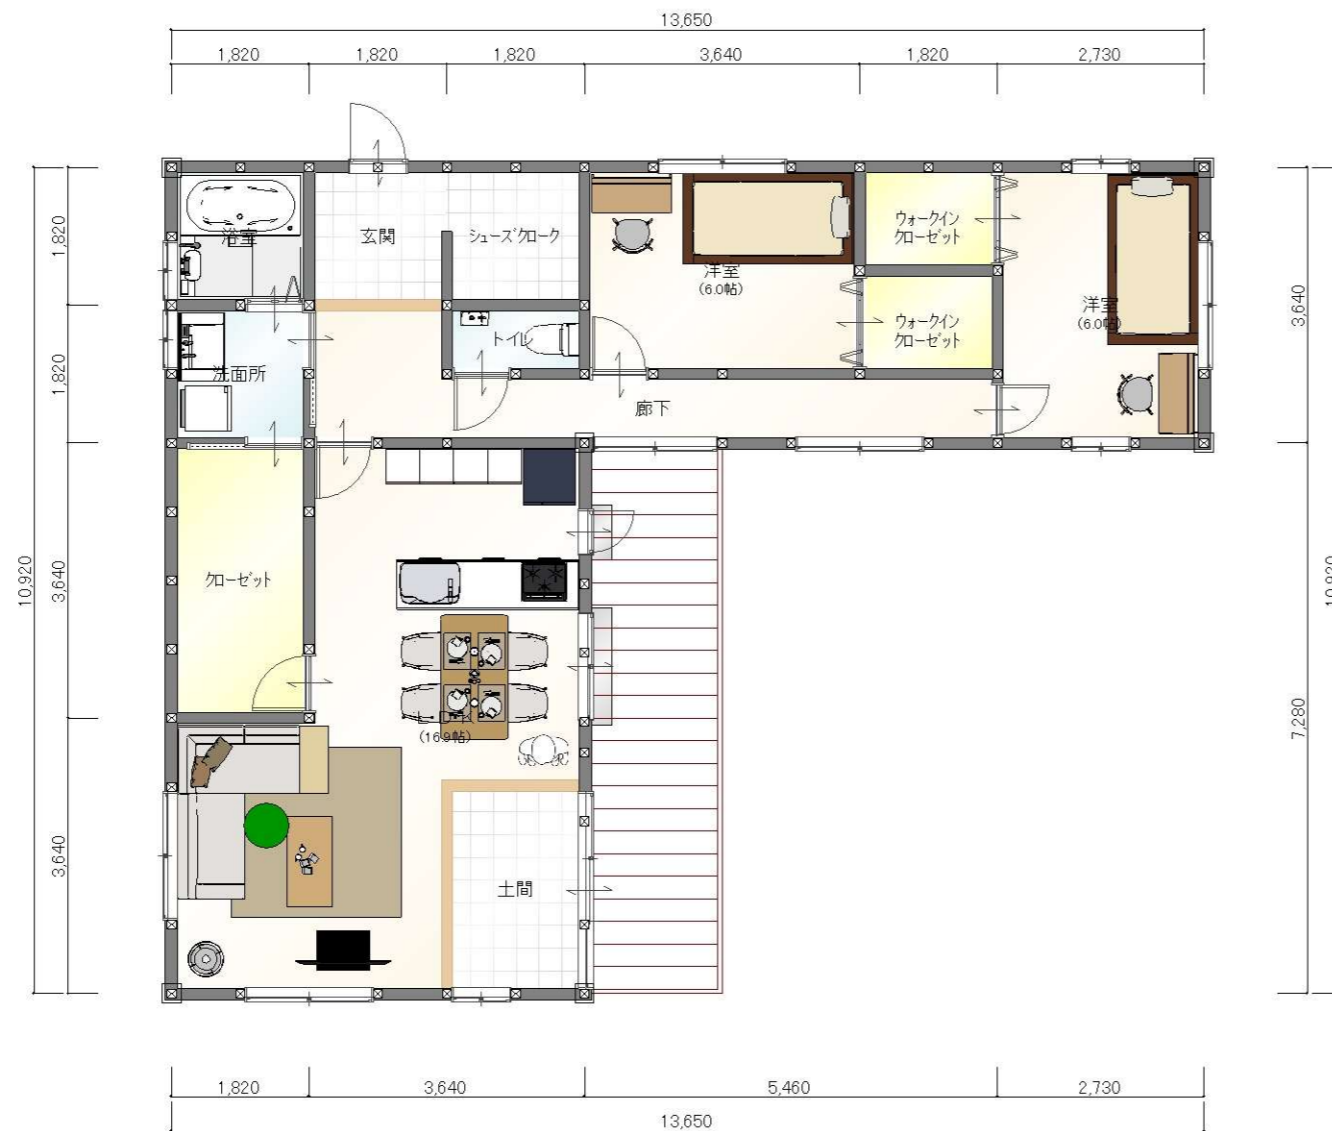 13,650
1,820 1,820 1,820 3,640 1,820 2,730
浴室
玄関
シューズクローク
洋室
(6.0帖)
ウォークイン
クローゼット
ウォークイン
クローゼット
洋室
(6.0帖)
トイレ
洗面所
廊下
クローゼット
(16.9帖)
土間
1,820
1,820
3,640
3,640
10,920
3,640
7,280
10,920
1,820 3,640 5,460 2,730
13,650